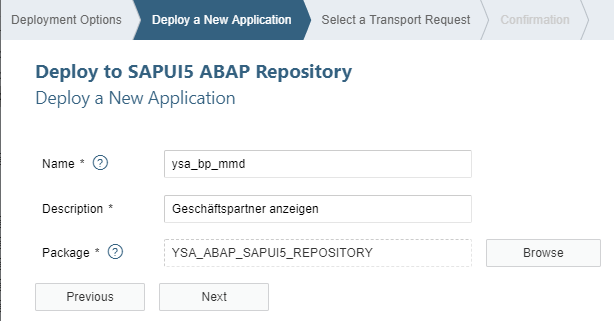 Deployment Options Deploy a New Application Select a Transport Request Confirmation
Deploy to SAPUI5 ABAP Repository
Deploy a New Application
Name * ? ysa_bp_mmd
Description * Geschäftspartner anzeigen
Package * ? YSA_ABAP_SAPUI5_REPOSITORY Browse
Previous Next